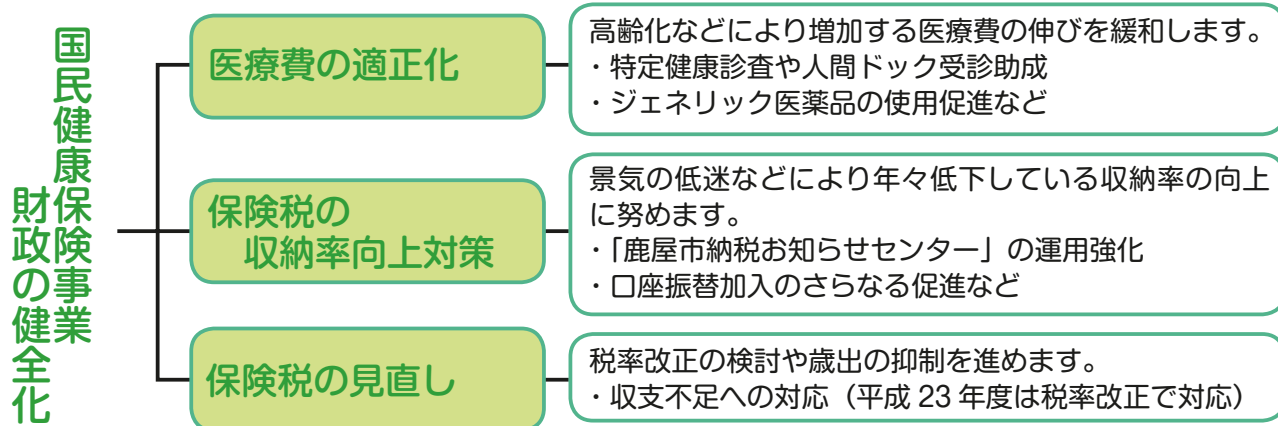 国民健康保険事業
財政の健全化
医療費の適正化
高齢化などにより増加する医療費の伸びを緩和します。
・特定健康診査や人間ドック受診助成
・ジェネリック医薬品の使用促進など
保険税の
収納率向上対策
景気の低迷などにより年々低下している収納率の向上
に努めます。
・「鹿屋市納税お知らせセンター」の運用強化
・口座振替加入のさらなる促進など
保険税の見直し
税率改正の検討や歳出の抑制を進めます。
・収支不足への対応（平成 23 年度は税率改正で対応）